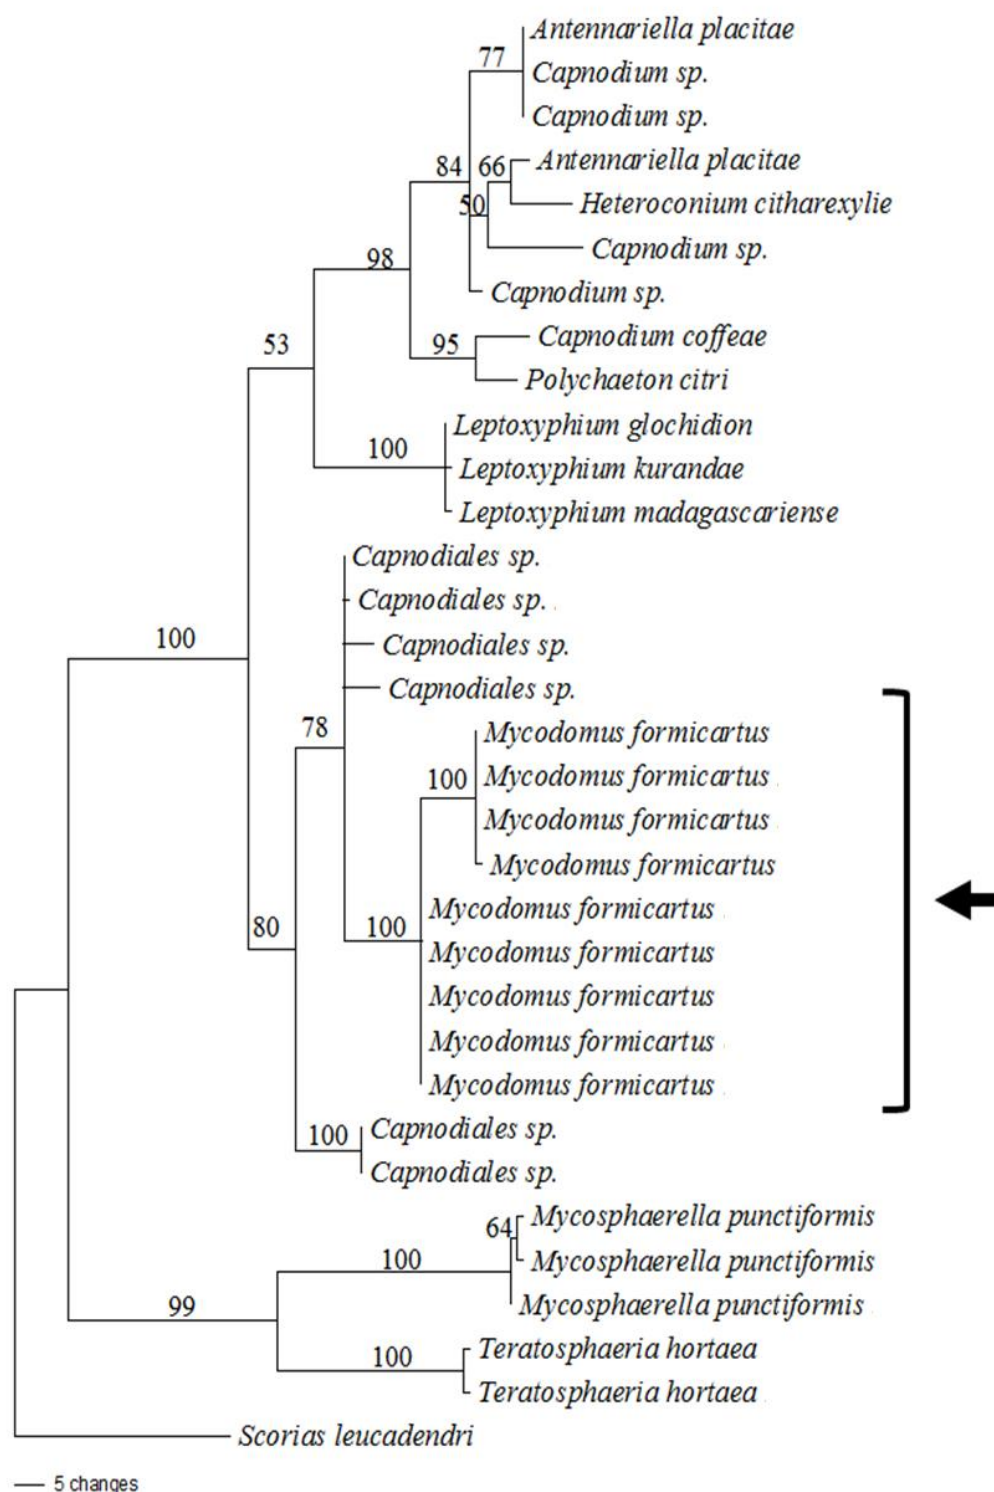 Antennariella placitae
77
Capnodium sp.
Capnodium sp.
84
66
Antennariella placitae
50
Heteroconium citharexylie
Capnodium sp.
98
Capnodium sp.
53
Capnodium coffeae
95
Polychaeton citri
Leptoxyphium glochidion
100
Leptoxyphium kurandae
Leptoxyphium madagascariense
Capnodiales sp.
Capnodiales sp.
100
Capnodiales sp.
Capnodiales sp.
78
Mycodomus formicartus
100
Mycodomus formicartus
Mycodomus formicartus
Mycodomus formicartus
80
100
Mycodomus formicartus
Mycodomus formicartus
Mycodomus formicartus
Mycodomus formicartus
Mycodomus formicartus
100
Capnodiales sp.
Capnodiales sp.
64
Mycosphaerella punctiformis
100
Mycosphaerella punctiformis
99
Mycosphaerella punctiformis
100
Teratosphaeria hortaea
Teratosphaeria hortaea
Scorias leucadendri
5 changes